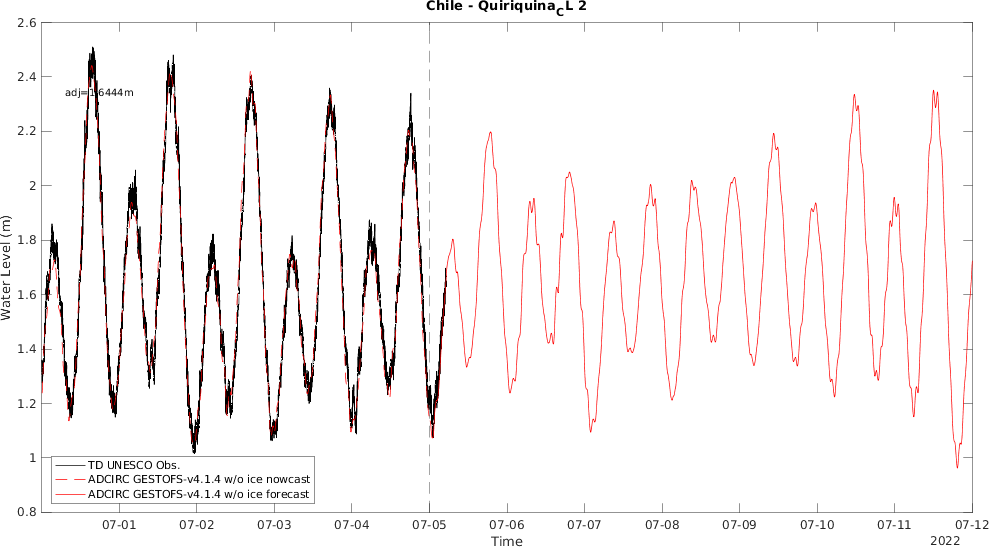 Chile - Quiriquina_CL 2
2.6
2.4
adj=1.6444m
2.2
2
1.8
1.6
1.4
1.2
1
0.8
Water Level (m)
TD UNESCO Obs.
ADCIRC GESTOFS-v4.1.4 w/o ice nowcast
ADCIRC GESTOFS-v4.1.4 w/o ice forecast
07-01 07-02 07-03 07-04 07-05 07-06 07-07 07-08 07-09 07-10 07-11 07-12
Time
2022